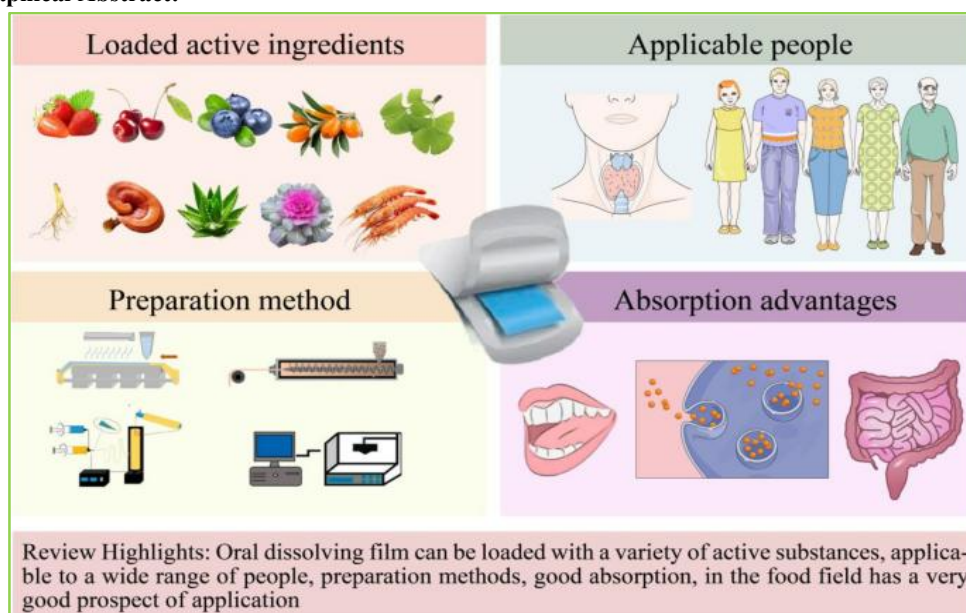 Graphical Abstract:
Loaded active ingredients
Applicable people
Preparation method
Absorption advantages
Review Highlights: Oral dissolving film can be loaded with a variety of active substances, applica-
ble to a wide range of people, preparation methods, good absorption, in the food field has a very
good prospect of application